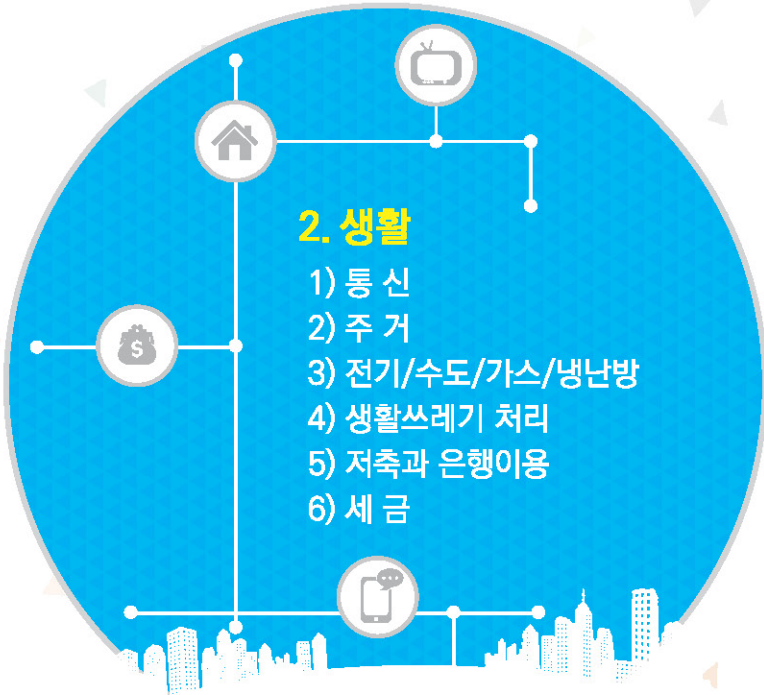 2. 생활
1) 통 신
2) 주 거
3) 전기/수도/가스/냉난방
4) 생활쓰레기 처리
5) 저축과 은행이용
6) 세 금
$